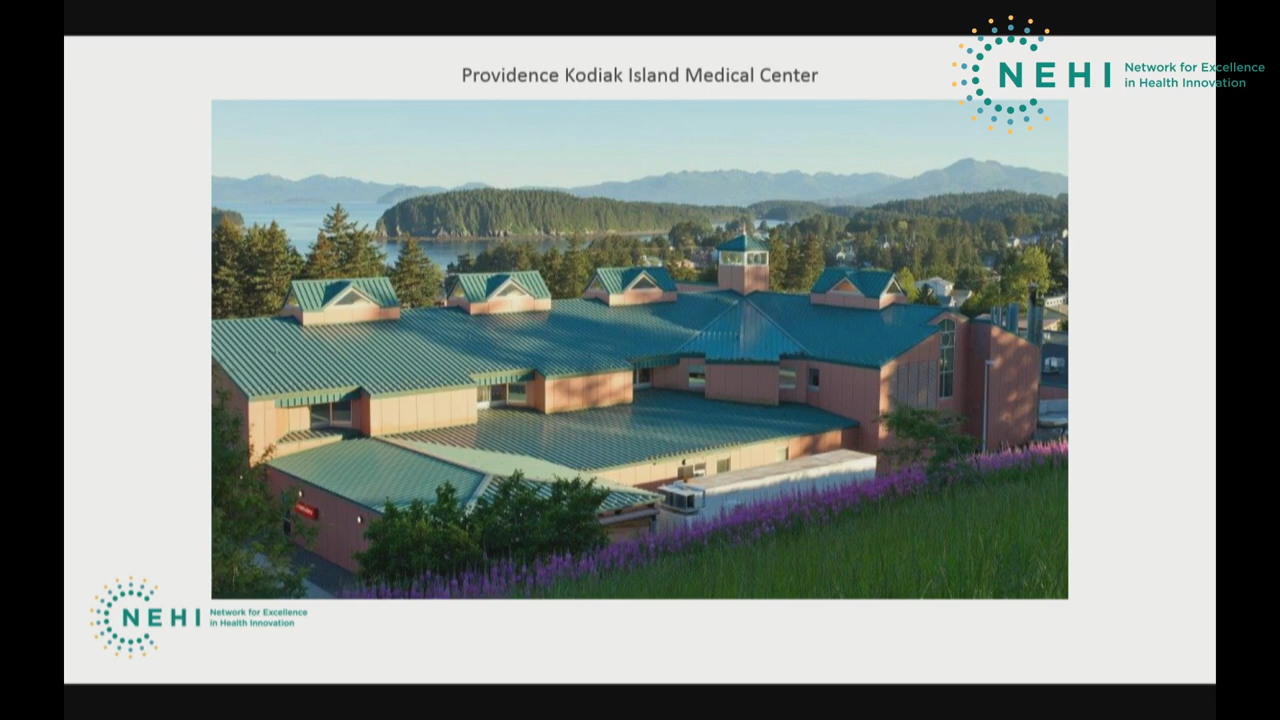 Providence Kodiak Island Medical Center
NEHI
Network for Excellence
in Health Innovation
NEHI
Network for Excellence
in Health Innovation